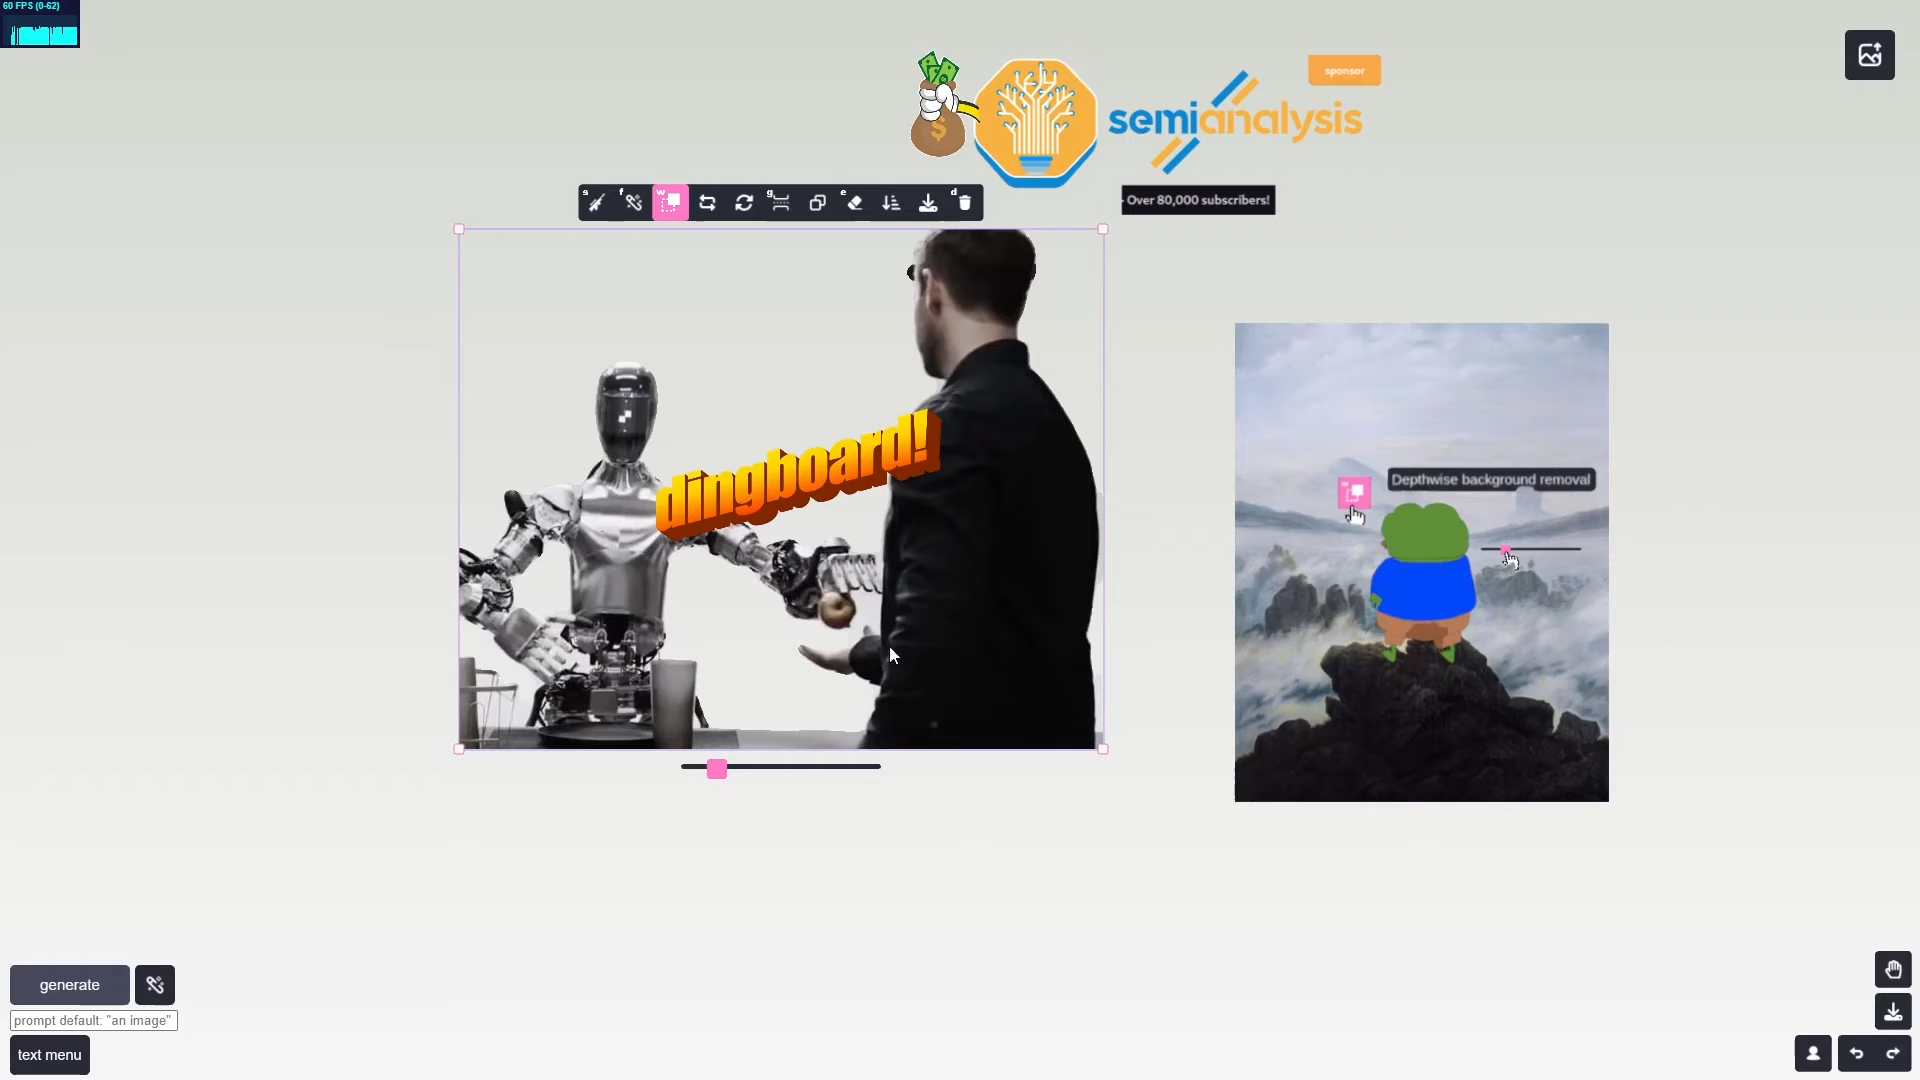 60 FPS (0-62)
sponsor
$
semianalysis
Over 80,000 subscribers!
s
f
w
g
e
d
dingboard!
Depthwise background removal
generate
prompt default: "an image"
text menu